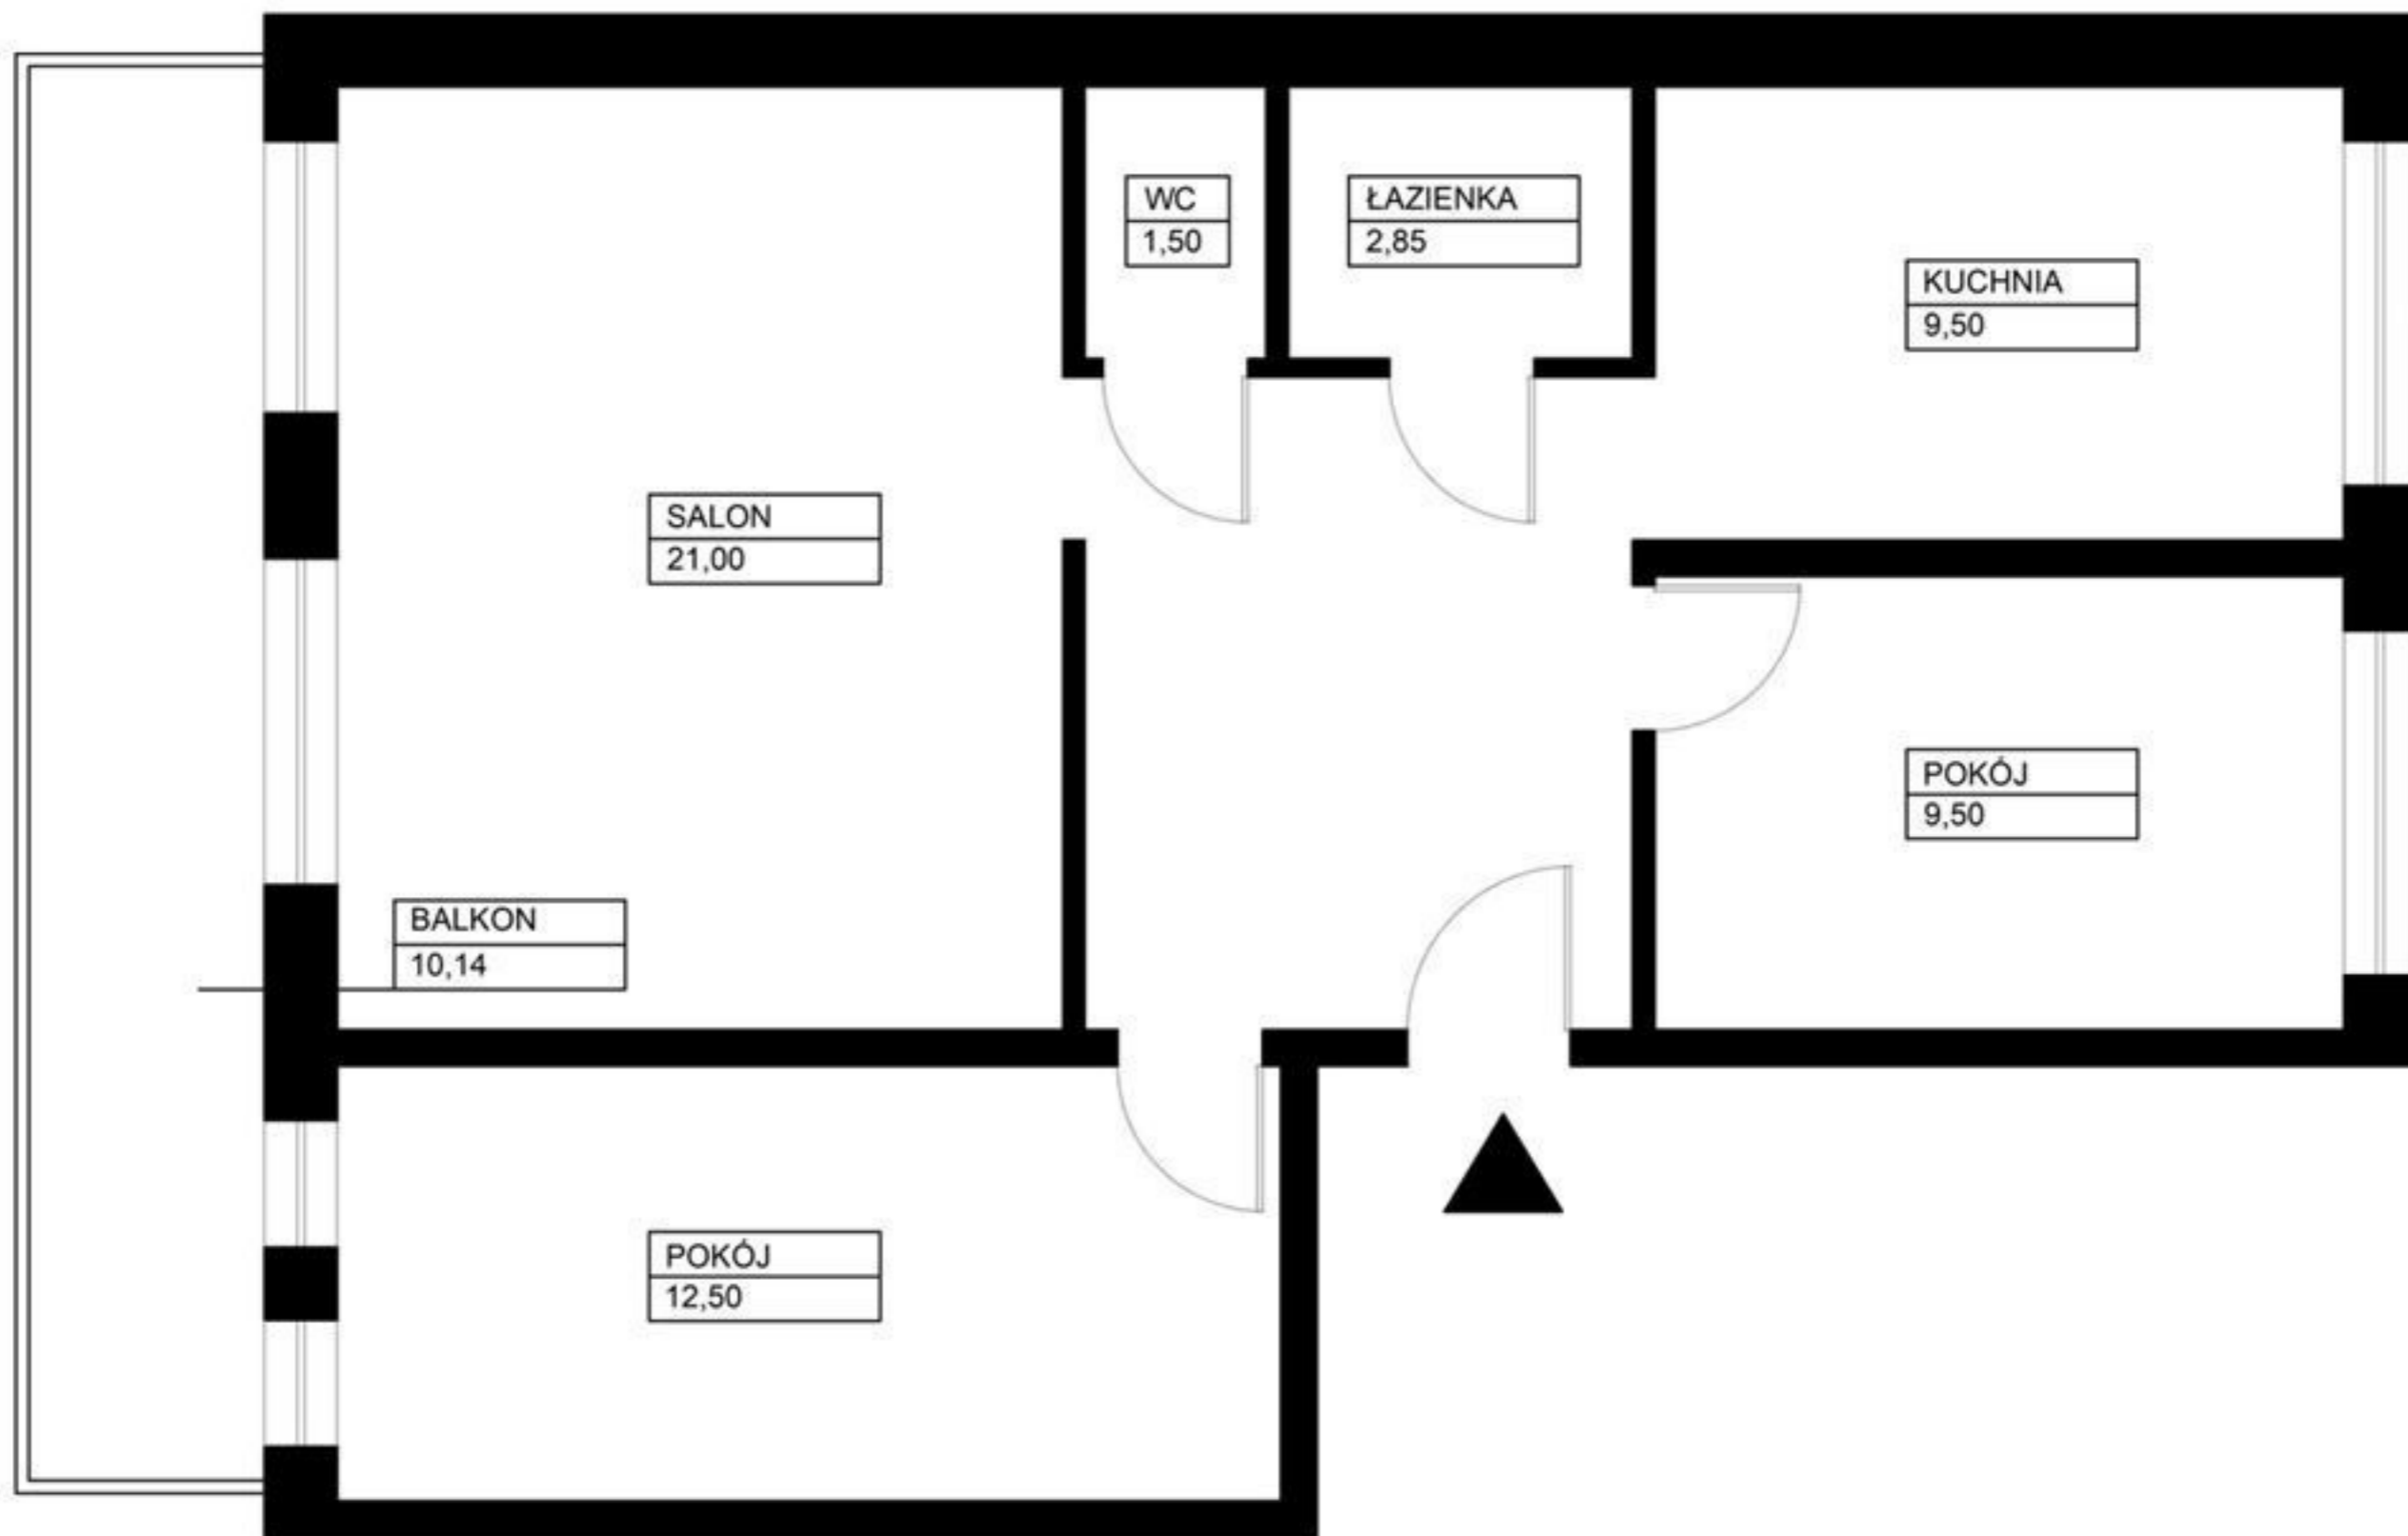 WC
1,50
ŁAZIENKA
2,85
KUCHNIA
9,50
SALON
21,00
POKÓJ
9,50
BALKON
10,14
POKÓJ
12,50